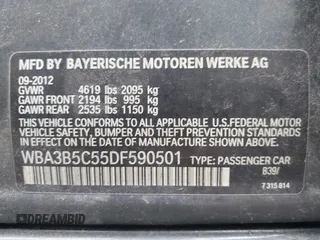 MFD BY BAYERISCHE MOTOREN WERKE AG
09-2012
GVWR 4619 lbs 2095 kg
GAWR FRONT 2194 lbs 995 kg
GAWR REAR 2535 lbs 1150 kg
THIS VEHICLE CONFORMS TO ALL APPLICABLE U.S.FEDERAL MOTOR
VEHICLE SAFETY,BUMPER AND THEFT PREVENTION STANDARDS
IN EFFECT ON THE DATE OF MANUFACTURE SHOWN ABOVE.
WBA3B5C55DF590501 TYPE: PASSENGER CAR
B39/
7 315 814
DREAMBID